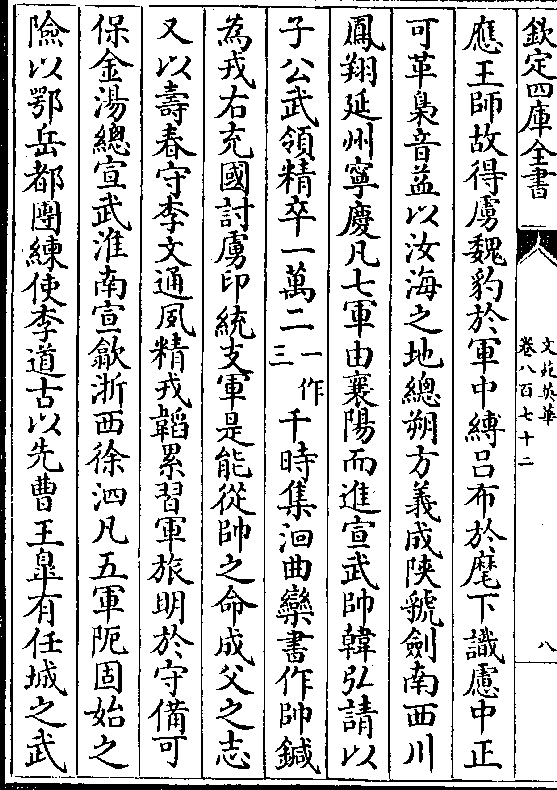 欽定四庫全書
文苑英華
卷八百七十二
八
應王師故得虜魏豹於軍中縛呂布於麾下識慮中正
可革梟音益以汝海之地總朔方義成陜虢劍南西川
鳳翔延州寧慶凡七軍由襄陽而進宣武帥韓弘請以
子公武領精卒一萬二一作三千時集洄曲欒書作帥鍼
為戎右充國討虜卬統支軍是能從帥之命成父之志
又以壽春守李文通夙精戎韜累習軍旅明於守備可
保金湯總宣武淮南宣歙浙西徐泗凡五軍阨固始之
險以鄂岳都團練使李道古以先曹王臯有任城之武